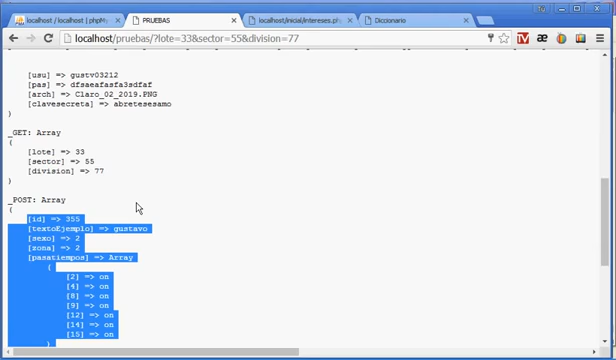 localhost / localhost | phpMy
PRUEBAS
localhost/inicial/intereses.ph
Diccionario
localhost/pruebas/?lote=33&sector=55&division=77
[usu] => gustv03212
[pas] => dfsaeafasfa3sdfaf
[arch] => Claro_02_2019.PNG
[clavesecreta] => abretesesamo
)
_GET: Array
(
[lote] => 33
[sector] => 55
[division] => 77
)
_POST: Array
(
[id] => 355
[textoEjemplo] => gustavo
[sexo] => 2
[zona] => 2
[pasatiempos] => Array
(
[2] => on
[4] => on
[8] => on
[9] => on
[12] => on
[14] => on
[15] => on
)